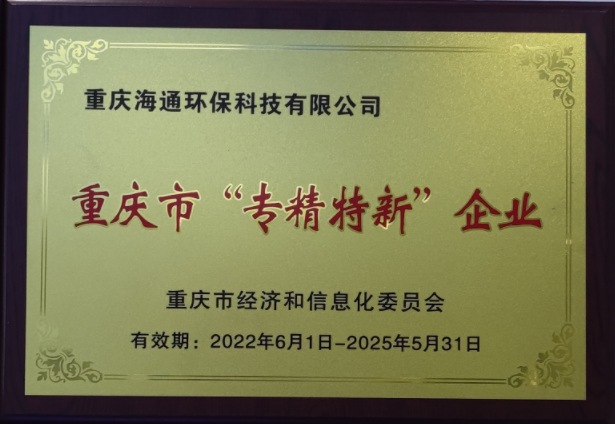 重庆海通环保科技有限公司
重庆市“专精特新”企业
重庆市经济和信息化委员会
有效期：2022年6月1日-2025年5月31日